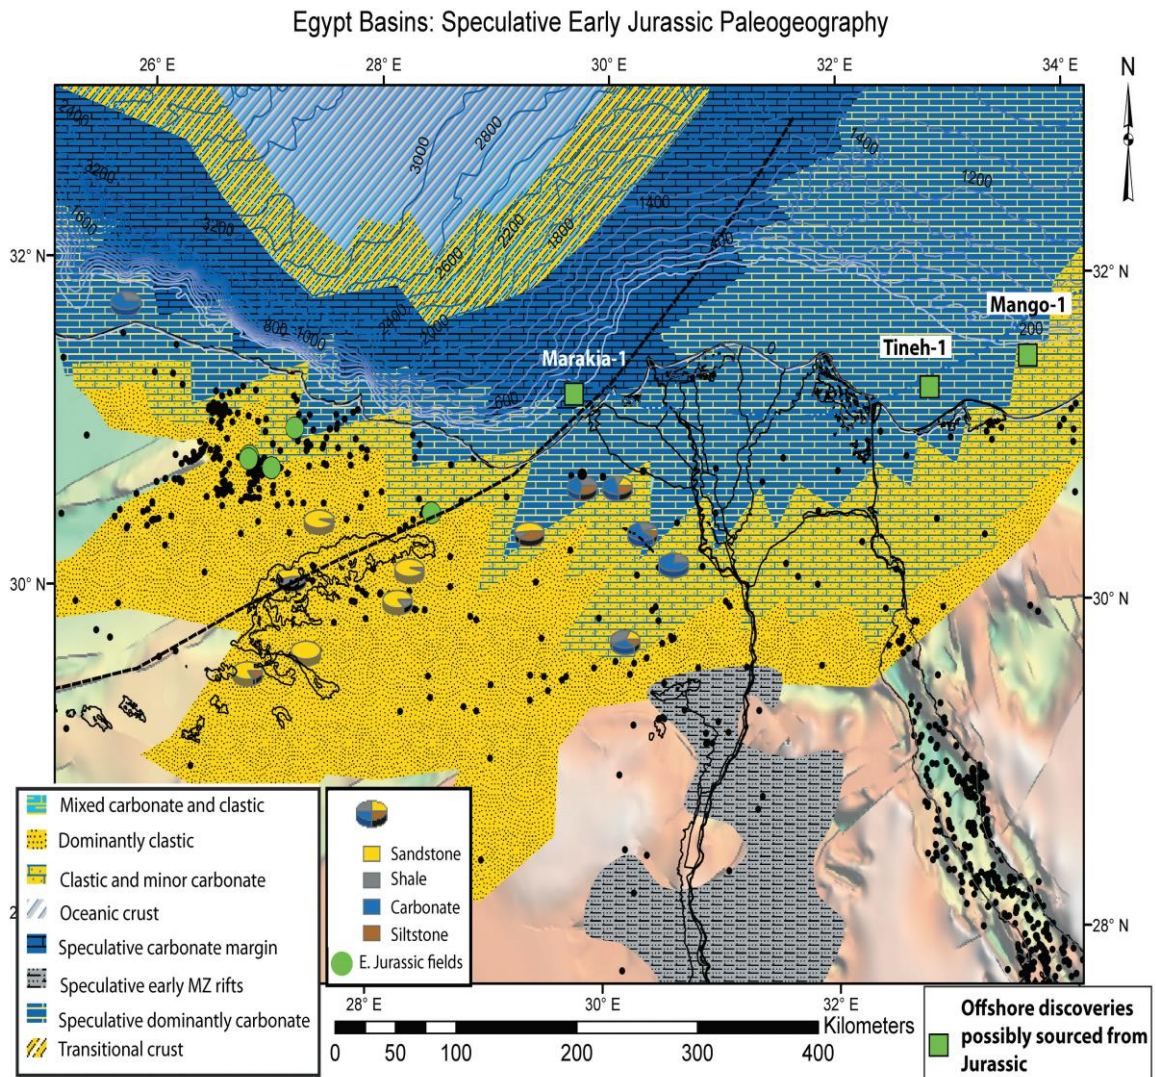 Egypt Basins: Speculative Early Jurassic Paleogeography
26° E
28° E
30° E
32° E
34° E
N
2400
3200
1600
3200
800
1000
2400
2000
600
3000
2800
2600
2200
1800
1400
400
1400
1200
200
0
32° N
32° N
30° N
30° N
28° N
Marakia-1
Tineh-1
Mango-1
Mixed carbonate and clastic
Dominantly clastic
Clastic and minor carbonate
Oceanic crust
Speculative carbonate margin
Speculative early MZ rifts
Speculative dominantly carbonate
Transitional crust
Sandstone
Shale
Carbonate
Siltstone
E. Jurassic fields
28° E
30° E
32° E
Kilometers
0 50 100 200 300 400
Offshore discoveries
possibly sourced from
Jurassic